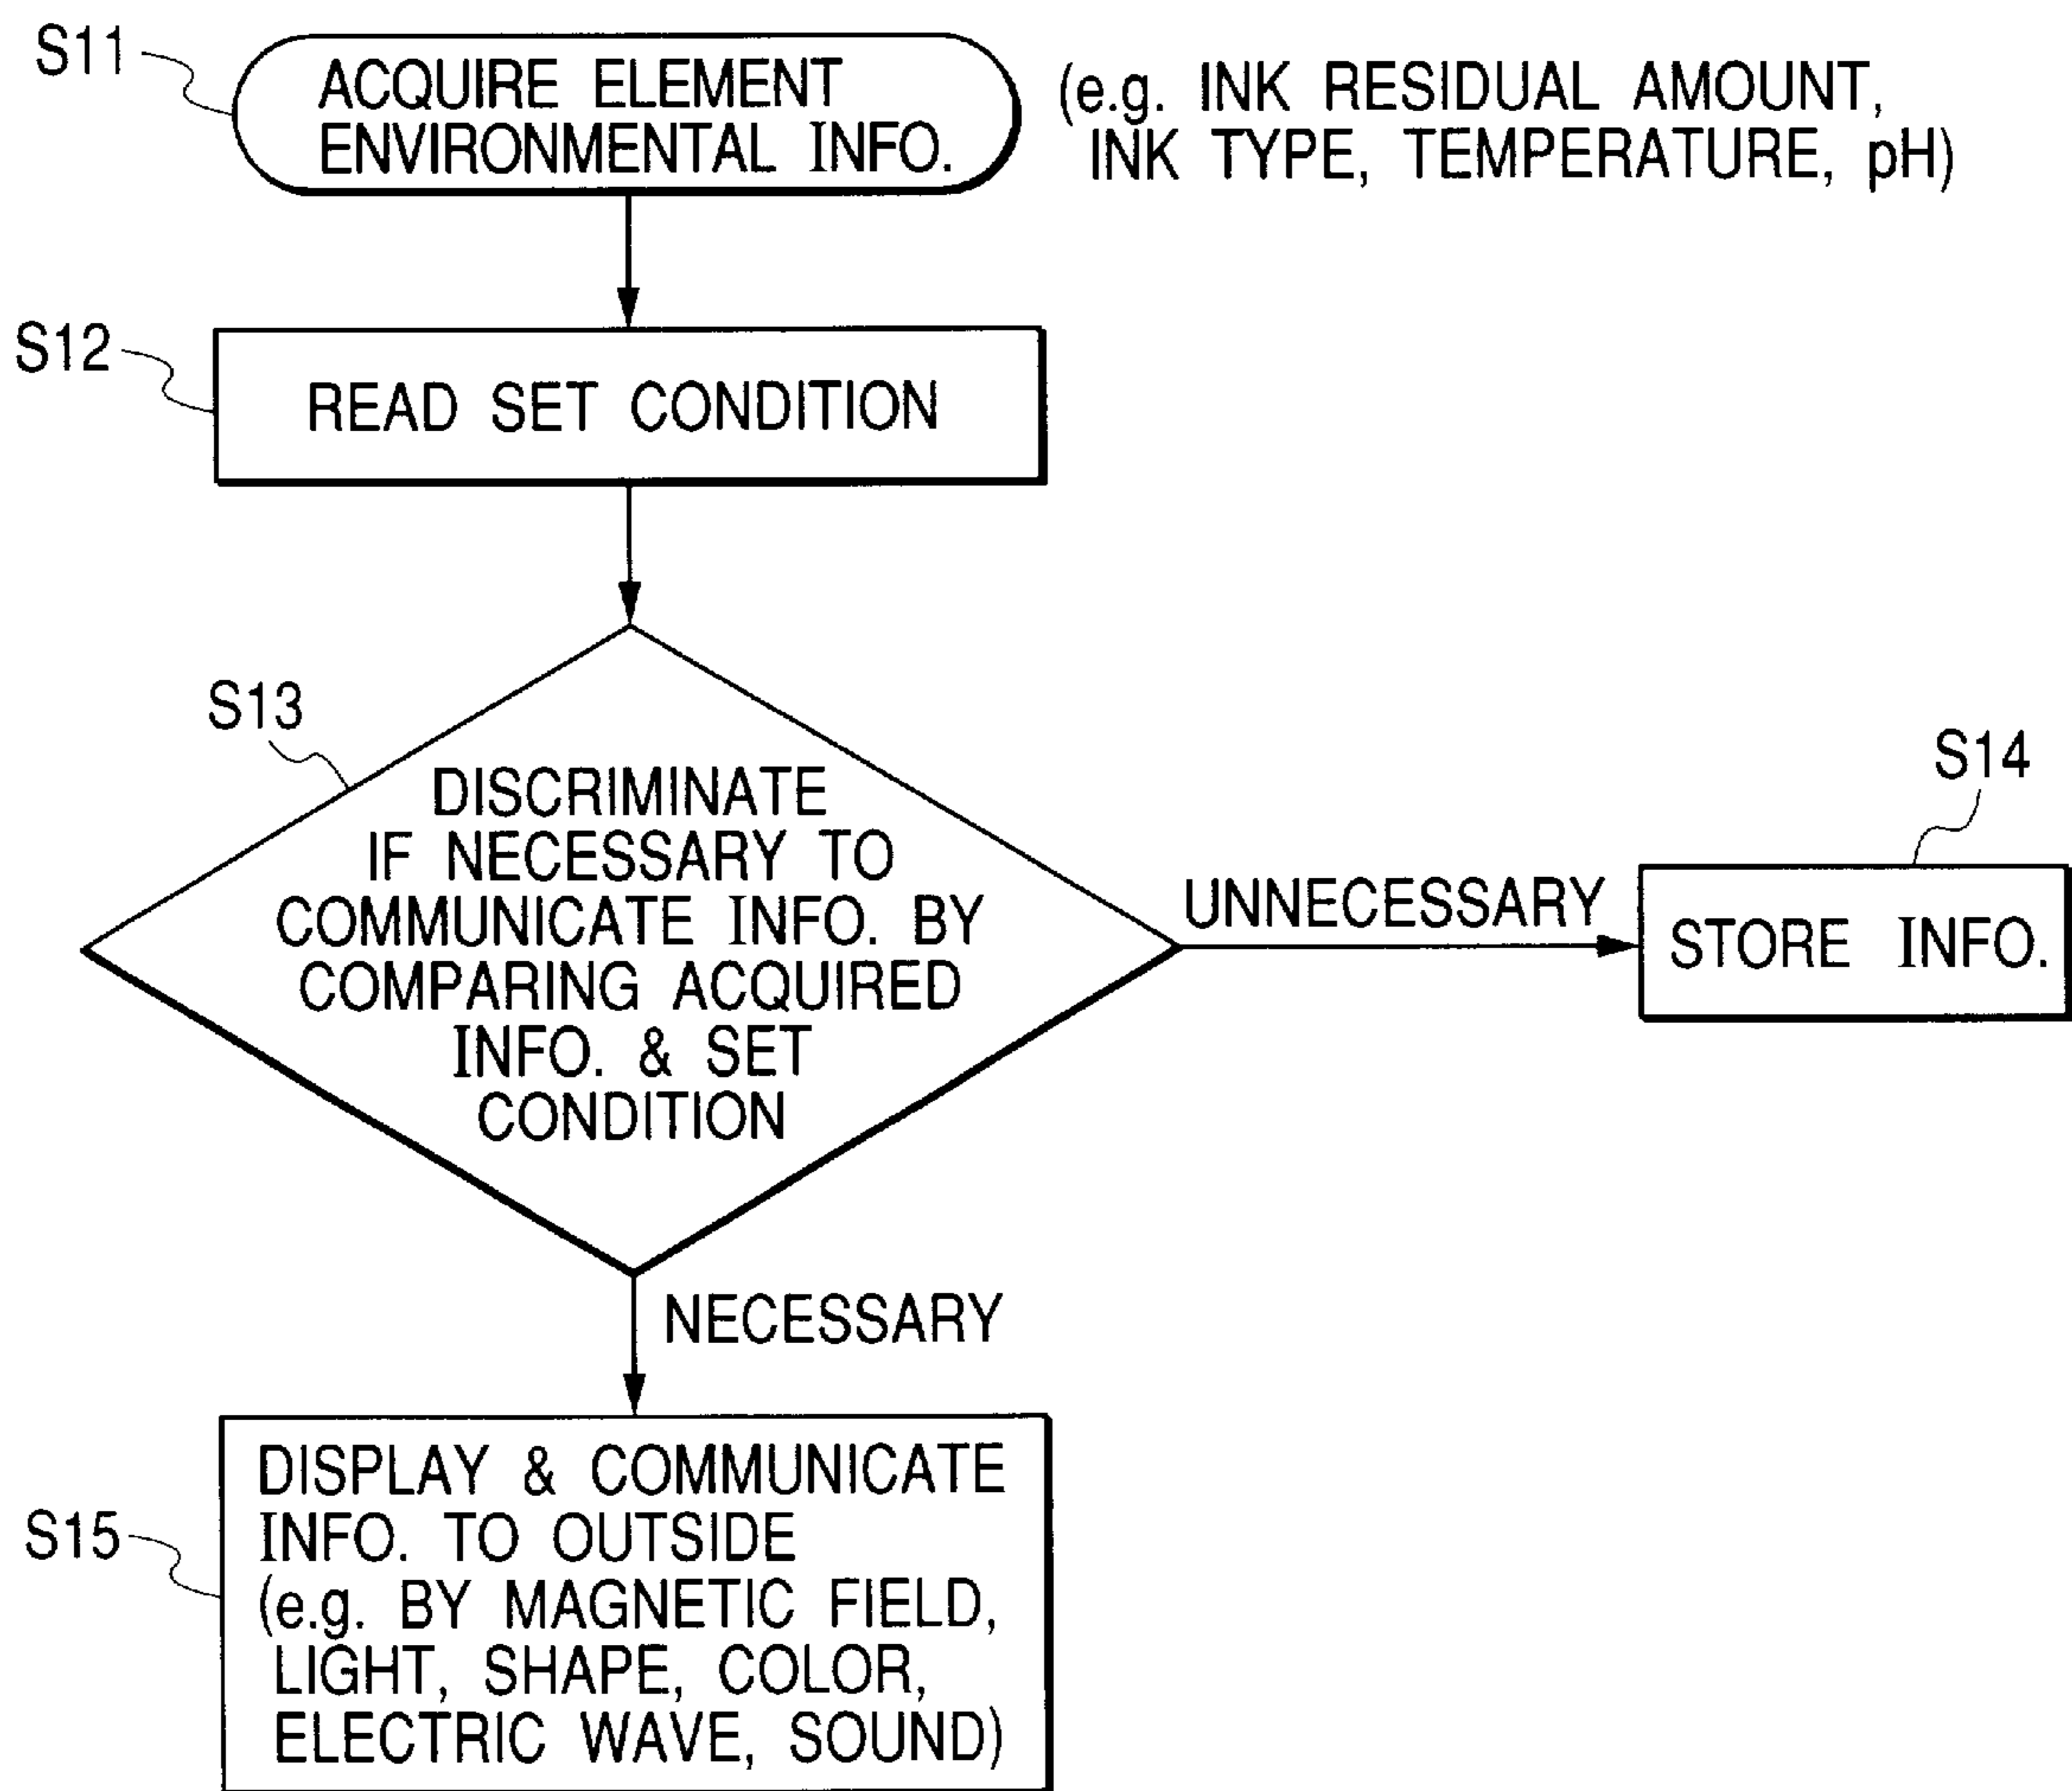 S11
ACQUIRE ELEMENT
ENVIRONMENTAL INFO.
(e.g. INK RESIDUAL AMOUNT,
INK TYPE, TEMPERATURE, pH)
S12
READ SET CONDITION
S13
DISCRIMINATE
IF NECESSARY TO
COMMUNICATE INFO. BY
COMPARING ACQUIRED
INFO. & SET
CONDITION
UNNECESSARY
S14
STORE INFO.
NECESSARY
S15
DISPLAY & COMMUNICATE
INFO. TO OUTSIDE
(e.g. BY MAGNETIC FIELD,
LIGHT, SHAPE, COLOR,
ELECTRIC WAVE, SOUND)